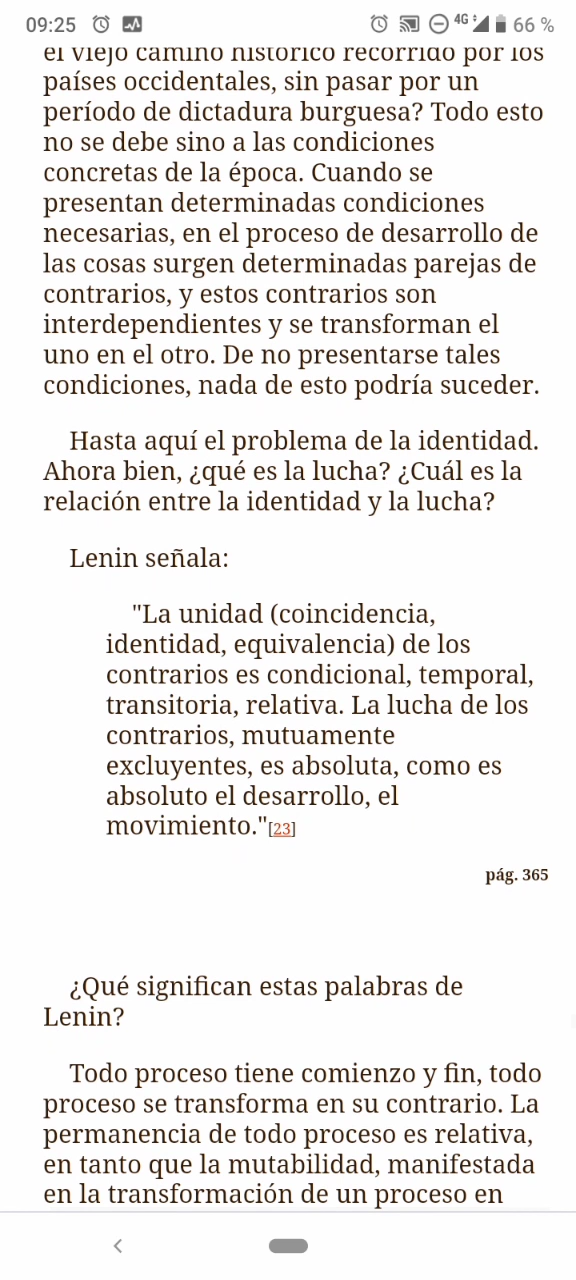 09:25
4G
66 %
el viejo camino histórico recorrido por los
países occidentales, sin pasar por un
período de dictadura burguesa? Todo esto
no se debe sino a las condiciones
concretas de la época. Cuando se
presentan determinadas condiciones
necesarias, en el proceso de desarrollo de
las cosas surgen determinadas parejas de
contrarios, y estos contrarios son
interdependientes y se transforman el
uno en el otro. De no presentarse tales
condiciones, nada de esto podría suceder.
Hasta aquí el problema de la identidad.
Ahora bien, ¿qué es la lucha? ¿Cuál es la
relación entre la identidad y la lucha?
Lenin señala:
"La unidad (coincidencia,
identidad, equivalencia) de los
contrarios es condicional, temporal,
transitoria, relativa. La lucha de los
contrarios, mutuamente
excluyentes, es absoluta, como es
absoluto el desarrollo, el
movimiento."[23]
pág. 365
¿Qué significan estas palabras de
Lenin?
Todo proceso tiene comienzo y fin, todo
proceso se transforma en su contrario. La
permanencia de todo proceso es relativa,
en tanto que la mutabilidad, manifestada
en la transformación de un proceso en